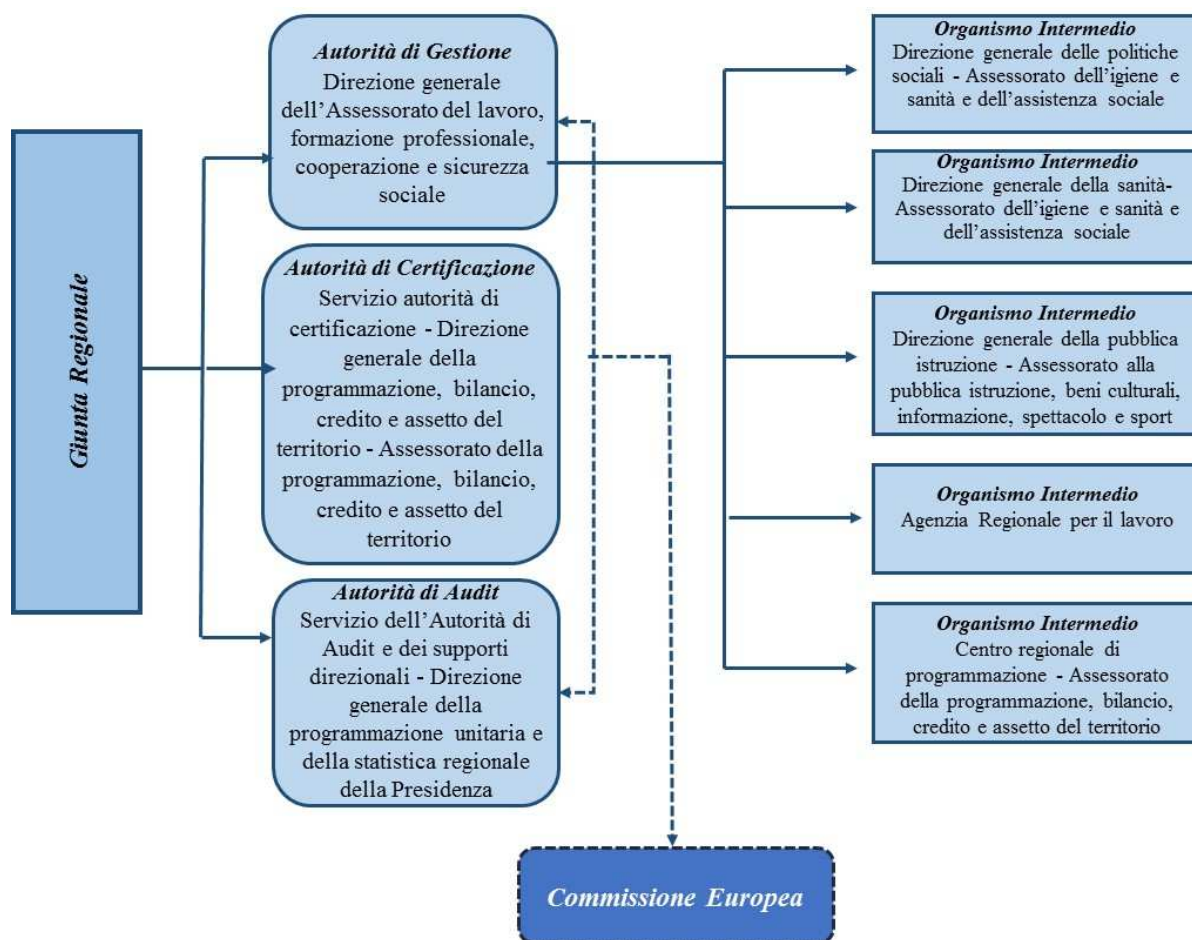 Giunta Regionale
Autorità di Gestione
Direzione generale
dell’Assessorato del lavoro,
formazione professionale,
cooperazione e sicurezza
sociale
Autorità di Certificazione
Servizio autorità di
certificazione - Direzione
generale della
programmazione, bilancio,
credito e assetto del
territorio - Assessorato della
programmazione, bilancio,
credito e assetto del
territorio
Autorità di Audit
Servizio dell’Autorità di
Audit e dei supporti
direzionali - Direzione
generale della
programmazione unitaria e
della statistica regionale
della Presidenza
Organismo Intermedio
Direzione generale delle politiche
sociali - Assessorato dell’igiene e
sanità e dell’assistenza sociale
Organismo Intermedio
Direzione generale della sanità-
Assessorato dell’igiene e sanità e
dell’assistenza sociale
Organismo Intermedio
Direzione generale della pubblica
istruzione - Assessorato alla
pubblica istruzione, beni culturali,
informazione, spettacolo e sport
Organismo Intermedio
Agenzia Regionale per il lavoro
Organismo Intermedio
Centro regionale di
programmazione - Assessorato
della programmazione, bilancio,
credito e assetto del territorio
Commissione Europea